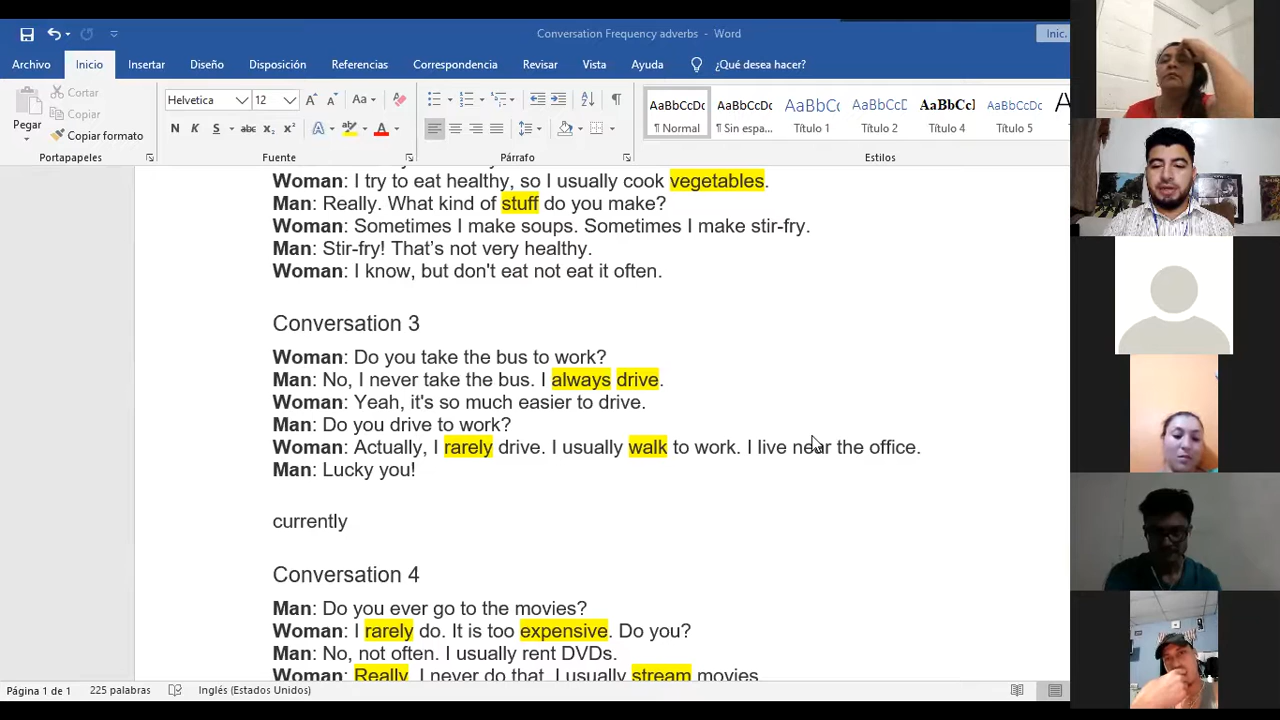 Conversation Frequency adverbs - Word
Inic.
Archivo Inicio Insertar Diseño Disposición Referencias Correspondencia Revisar Vista Ayuda ¿Qué desea hacer?
Pegar
Cortar
Copiar
Copiar formato
Portapapeles
Helvetica 12
N K S abc x₂ x²
Fuente
Párrafo
AaBbCcDc AaBbCcDc AaBbC AaBbCcD AaBbCcI AaBbCcDc A
¶ Normal ¶ Sin espa... Título 1 Título 2 Título 4 Título 5
Estilos
Woman: I try to eat healthy, so I usually cook vegetables.
Man: Really. What kind of stuff do you make?
Woman: Sometimes I make soups. Sometimes I make stir-fry.
Man: Stir-fry! That’s not very healthy.
Woman: I know, but don't eat not eat it often.
Conversation 3
Woman: Do you take the bus to work?
Man: No, I never take the bus. I always drive.
Woman: Yeah, it's so much easier to drive.
Man: Do you drive to work?
Woman: Actually, I rarely drive. I usually walk to work. I live near the office.
Man: Lucky you!
currently
Conversation 4
Man: Do you ever go to the movies?
Woman: I rarely do. It is too expensive. Do you?
Man: No, not often. I usually rent DVDs.
Woman: Really. I never do that. I usually stream movies
Página 1 de 1 225 palabras Inglés (Estados Unidos)